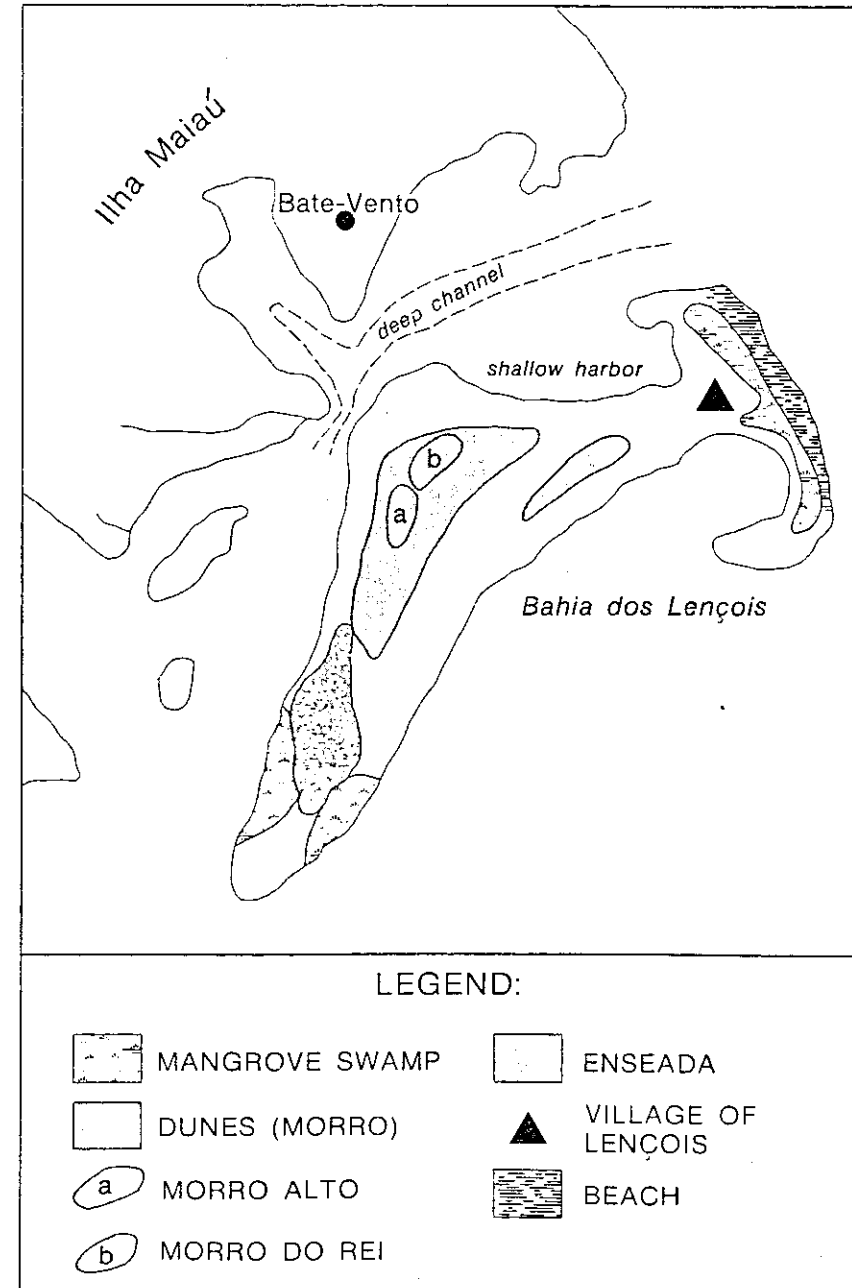 Ilha Maiaú
Bate-Vento
deep channel
shallow harbor
b
a
Bahia dos Lençois
LEGEND:
MANGROVE SWAMP
DUNES (MORRO)
a MORRO ALTO
b MORRO DO REI
ENSEADA
VILLAGE OF
LENÇOIS
BEACH